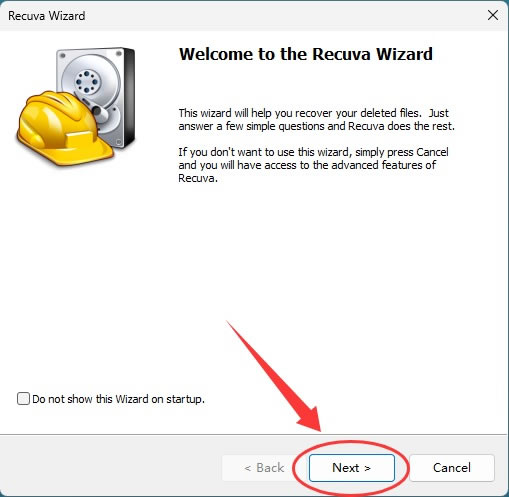 Recuva Wizard
Welcome to the Recuva Wizard
This wizard will help you recover your deleted files.  Just
answer a few simple questions and Recuva does the rest.
If you don't want to use this wizard, simply press Cancel
and you will have access to the advanced features of
Recuva.
Do not show this Wizard on startup.
< Back
Next >
Cancel